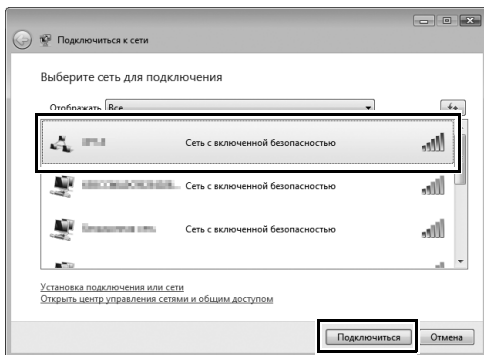 Подключиться к сети
Выберите сеть для подключения
Отображать Все
Сеть с включенной безопасностью
Сеть с включенной безопасностью
Сеть с включенной безопасностью
Установка подключения или сети
Открыть центр управления сетями и общим доступом
Подключиться Отмена